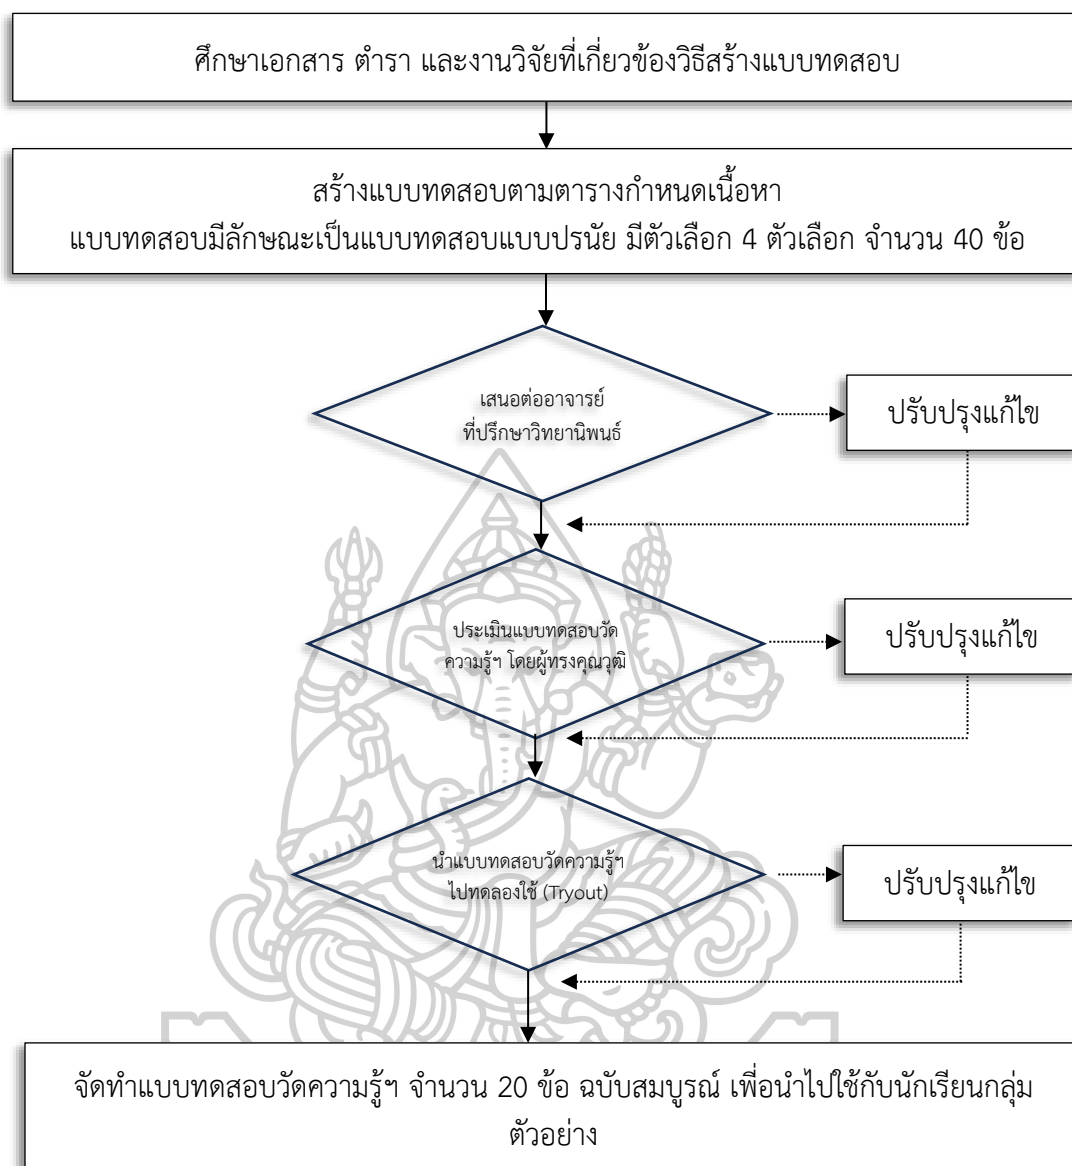 ศึกษาเอกสาร ตำรา และงานวิจัยที่เกี่ยวข้องวิธีสร้างแบบทดสอบ
สร้างแบบทดสอบตามตารางกำหนดเนื้อหา
แบบทดสอบมีลักษณะเป็นแบบทดสอบแบบปรนัย มีตัวเลือก 4 ตัวเลือก จำนวน 40 ข้อ
เสนอต่ออาจารย์
ที่ปรึกษาวิทยานิพนธ์
ปรับปรุงแก้ไข
ประเมินแบบทดสอบวัด
ความรู้ฯ โดยผู้ทรงคุณวุฒิ
ปรับปรุงแก้ไข
นำแบบทดสอบวัดความรู้ฯ
ไปทดลองใช้ (Tryout)
ปรับปรุงแก้ไข
จัดทำแบบทดสอบวัดความรู้ฯ จำนวน 20 ข้อ ฉบับสมบูรณ์ เพื่อนำไปใช้กับนักเรียนกลุ่ม
ตัวอย่าง